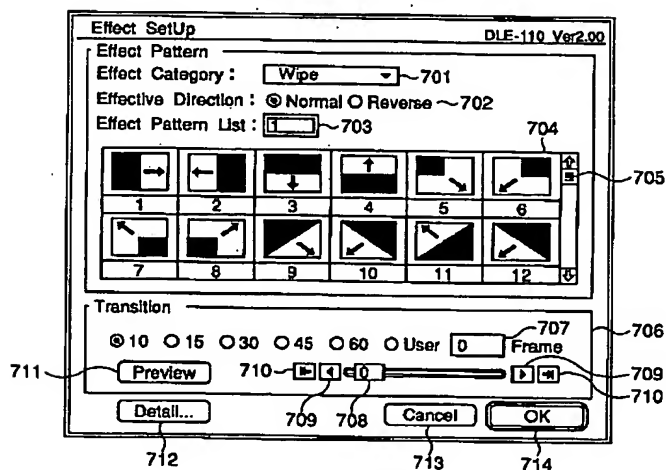 Effect SetUp DLE-110 Ver2.00
Effect Pattern
Effect Category : Wipe 701
Effective Direction : Normal Reverse 702
Effect Pattern List : 1 703
704
705
1 2 3 4 5 6
7 8 9 10 11 12
Transition
706
707
10 15 30 45 60 User 0 Frame
711 Preview 710 0 709
709 708 710
Detail... Cancel OK
712 713 714